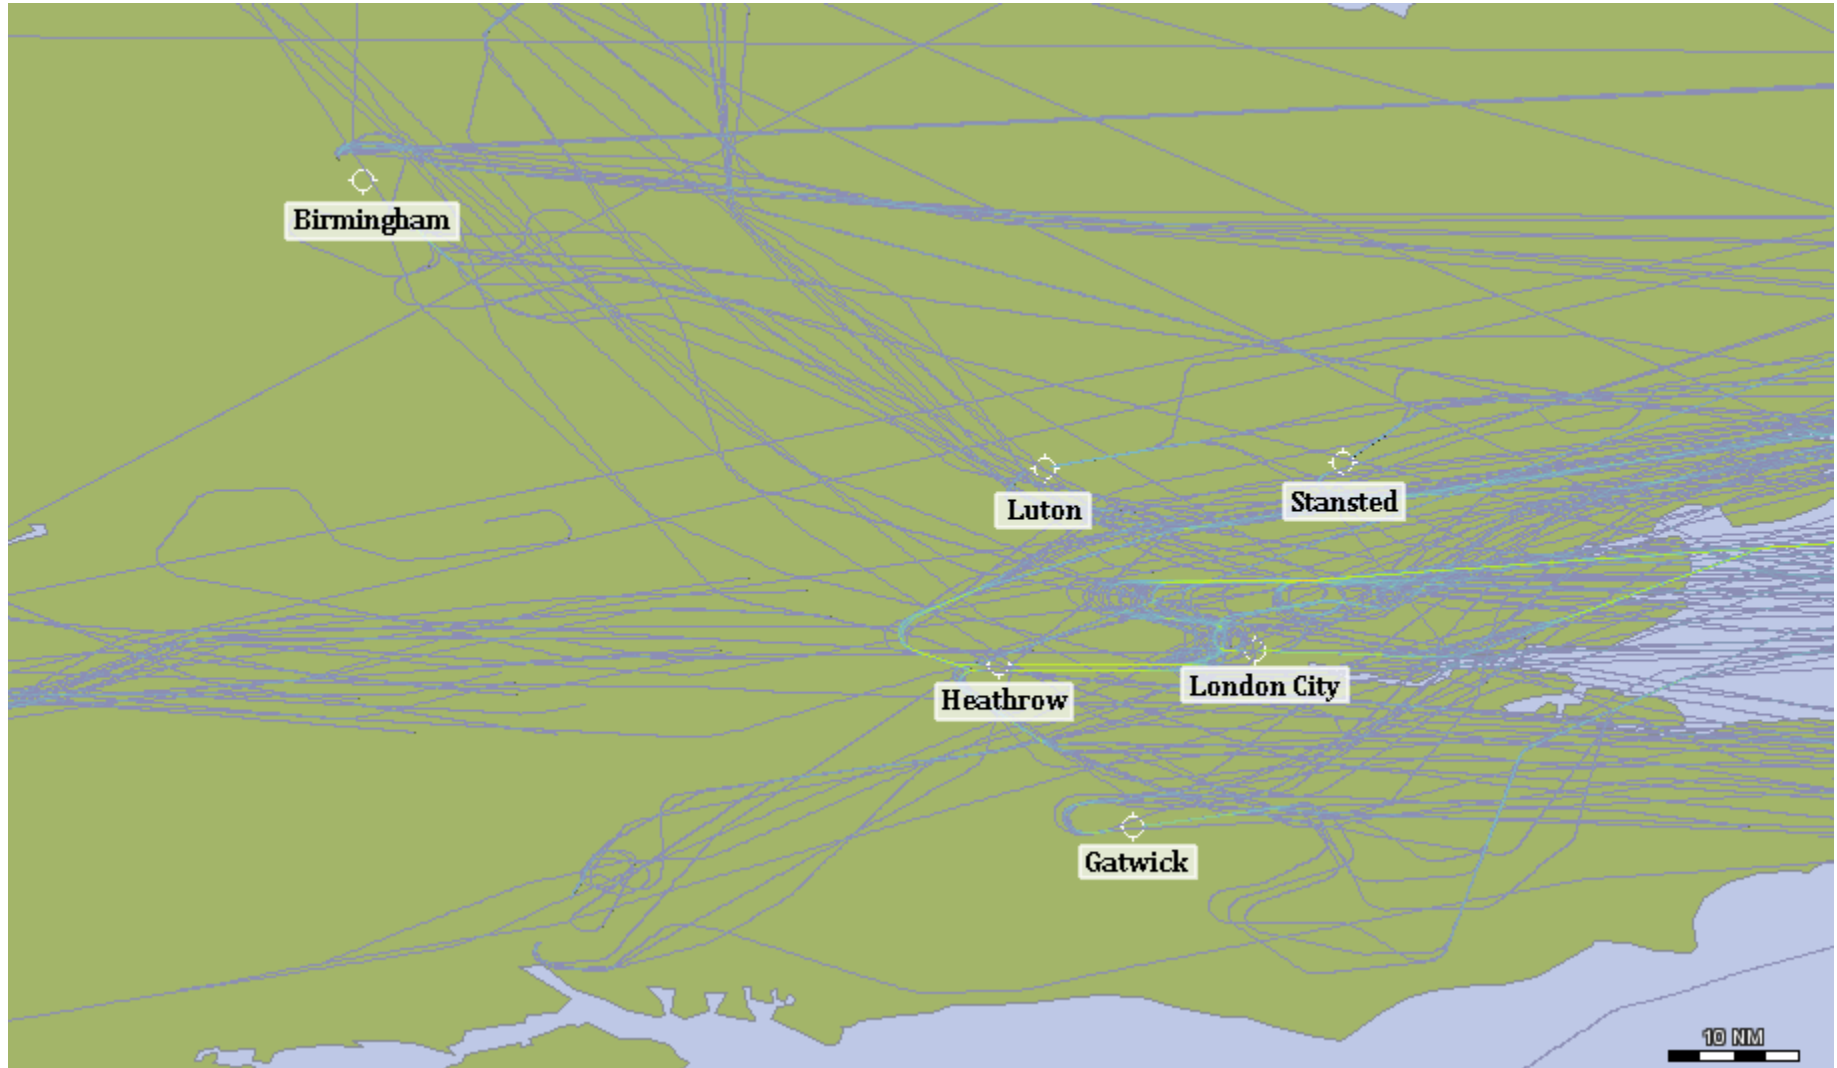 Birmingham
Luton
Stansted
Heathrow
London City
Gatwick
10 NM